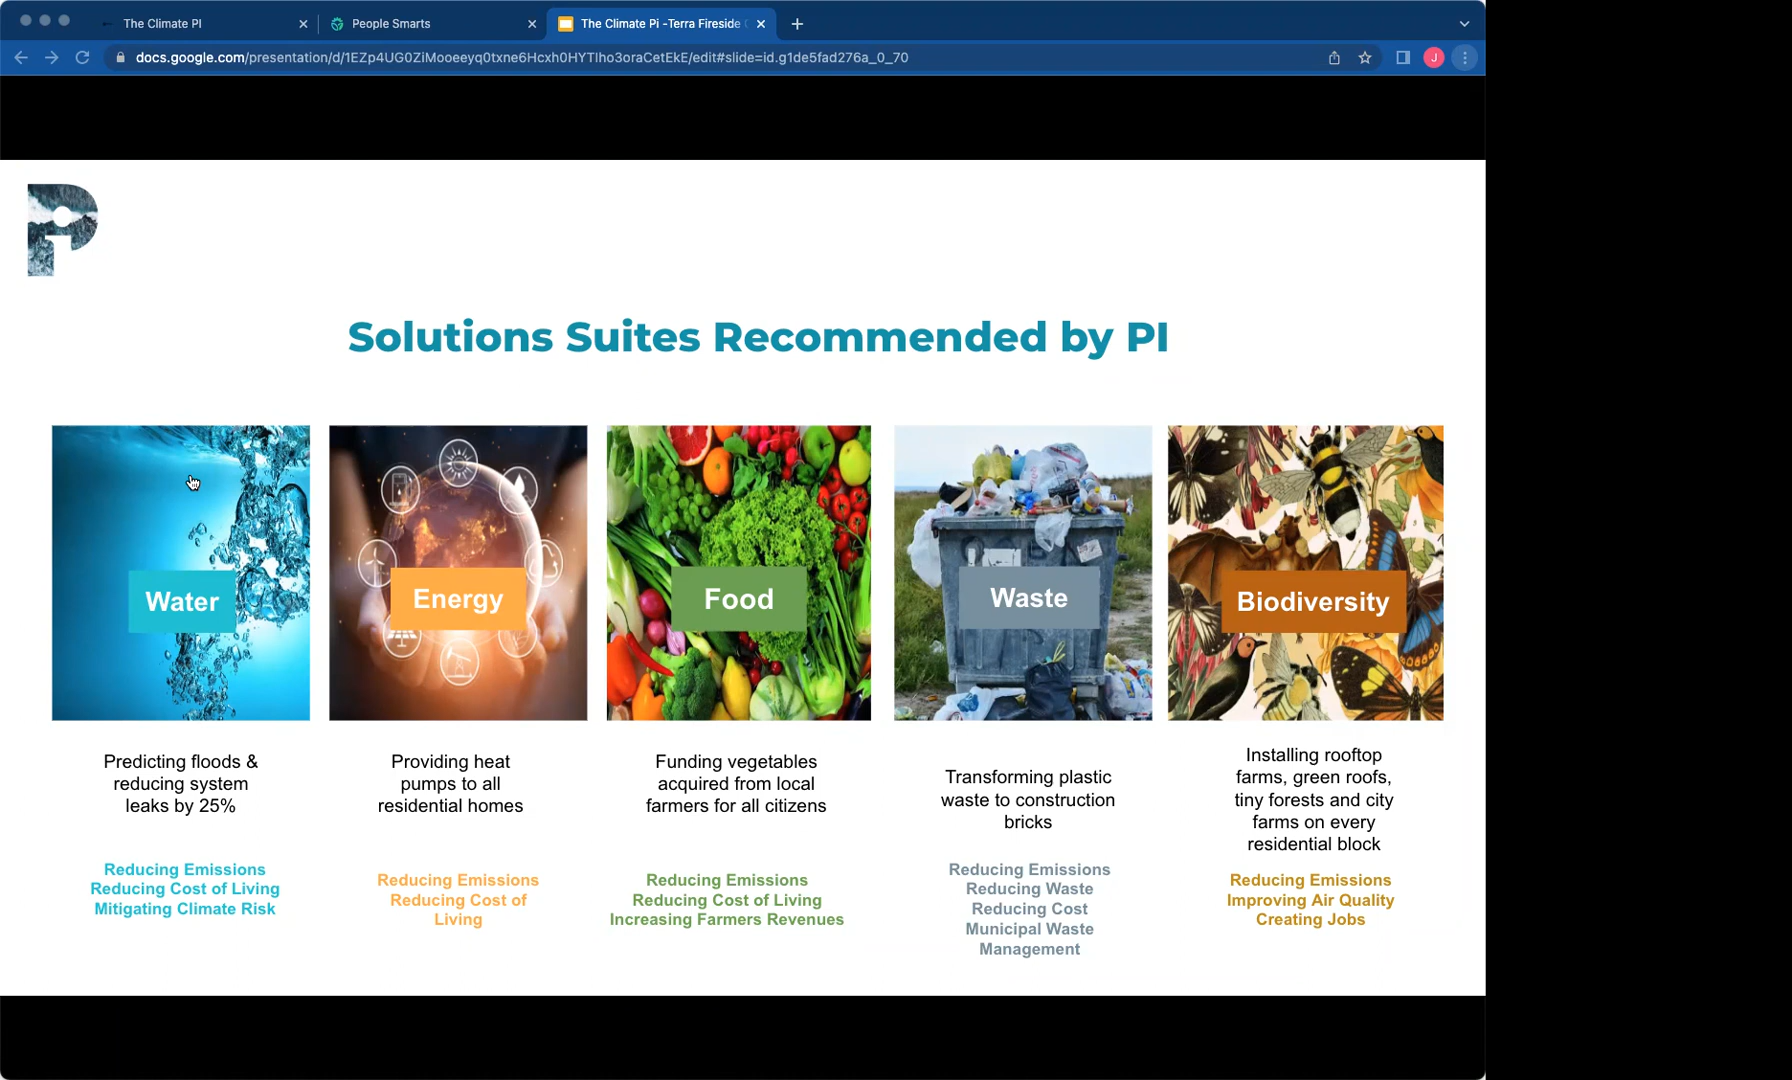 The Climate PI
People Smarts
The Climate Pi -Terra Fireside
docs.google.com/presentation/d/1EZp4UG0ZiMooeeyq0txne6Hcxh0HYTlho3oraCetEkE/edit#slide=id.g1de5fad276a_0_70
J
Pi
Solutions Suites Recommended by PI
Water
Energy
Food
Waste
Biodiversity
Predicting floods &
reducing system
leaks by 25%
Providing heat
pumps to all
residential homes
Funding vegetables
acquired from local
farmers for all citizens
Transforming plastic
waste to construction
bricks
Installing rooftop
farms, green roofs,
tiny forests and city
farms on every
residential block
Reducing Emissions
Reducing Cost of Living
Mitigating Climate Risk
Reducing Emissions
Reducing Cost of
Living
Reducing Emissions
Reducing Cost of Living
Increasing Farmers Revenues
Reducing Emissions
Reducing Waste
Reducing Cost
Municipal Waste
Management
Reducing Emissions
Improving Air Quality
Creating Jobs